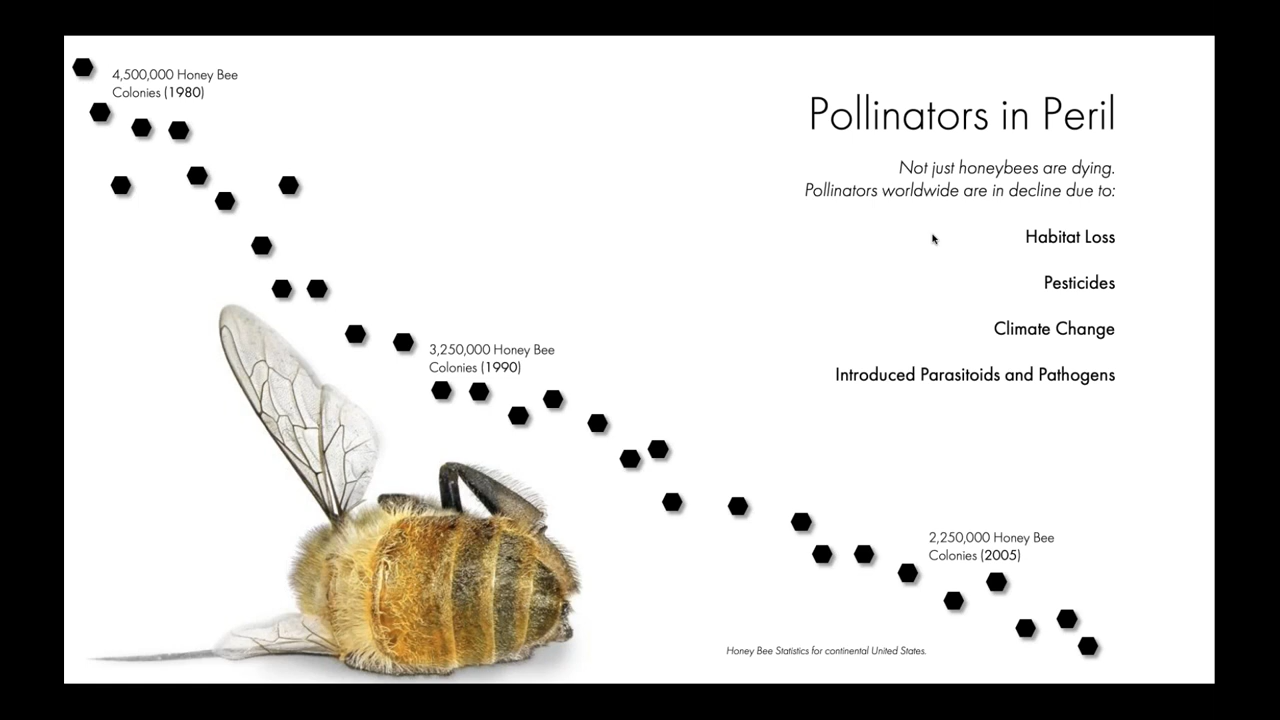 4,500,000 Honey Bee
Colonies (1980)
Pollinators in Peril
Not just honeybees are dying.
Pollinators worldwide are in decline due to:
Habitat Loss
Pesticides
Climate Change
Introduced Parasitoids and Pathogens
3,250,000 Honey Bee
Colonies (1990)
2,250,000 Honey Bee
Colonies (2005)
Honey Bee Statistics for continental United States.